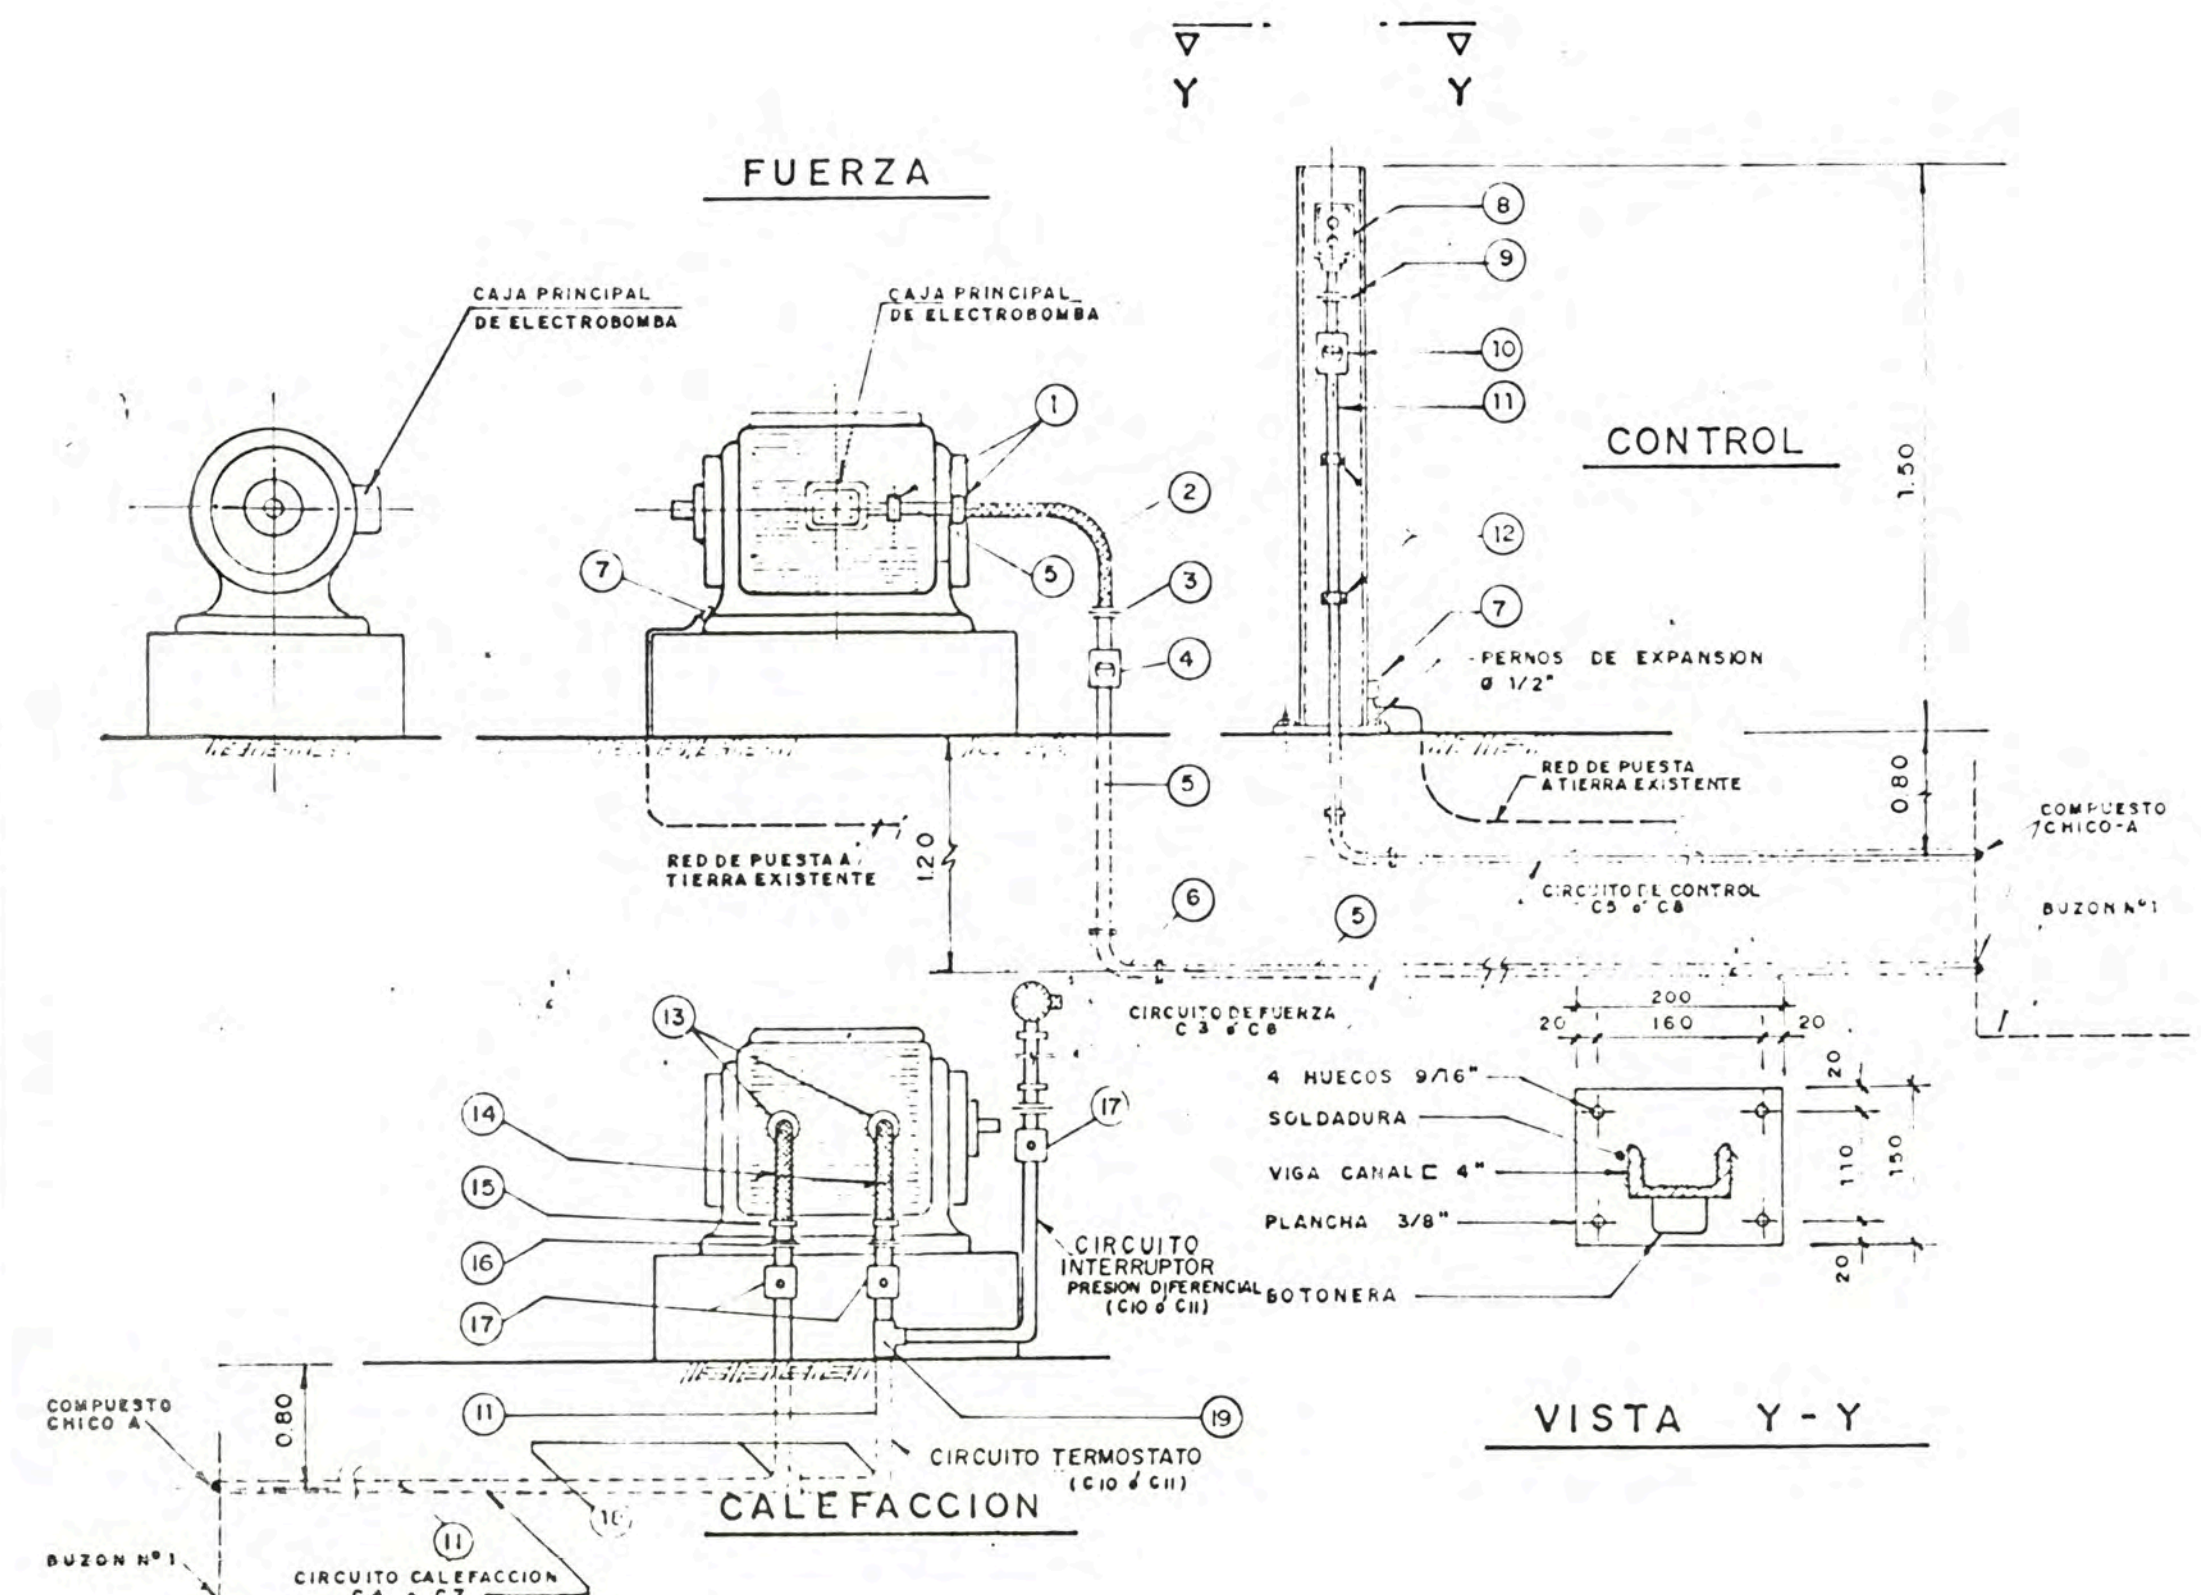 Y
Y
FUERZA
CAJA PRINCIPAL
DE ELECTROBOMBA
CAJA PRINCIPAL
DE ELECTROBOMBA
1
2
3
4
5
5
6
5
7
8
9
10
11
12
7
CONTROL
1.50
0.80
PERNOS DE EXPANSION
Ø 1/2"
RED DE PUESTA
A TIERRA EXISTENTE
COMPUESTO
CHICO-A
BUZON Nº1
RED DE PUESTA A
TIERRA EXISTENTE
1.20
CIRCUITO DE CONTROL
C5 ó C8
CIRCUITO DE FUERZA
C3 ó C6
13
14
15
16
17
17
CIRCUITO
INTERRUPTOR
PRESION DIFERENCIAL
(C10 ó C11)
200
20
160
20
20
110
150
20
4 HUECOS 9/16"
SOLDADURA
VIGA CANAL ⊏ 4"
PLANCHA 3/8"
BOTONERA
VISTA Y-Y
COMPUESTO
CHICO A
0.80
11
19
CIRCUITO TERMOSTATO
(C10 ó C11)
CALEFACCION
11
BUZON Nº1
CIRCUITO CALEFACCION